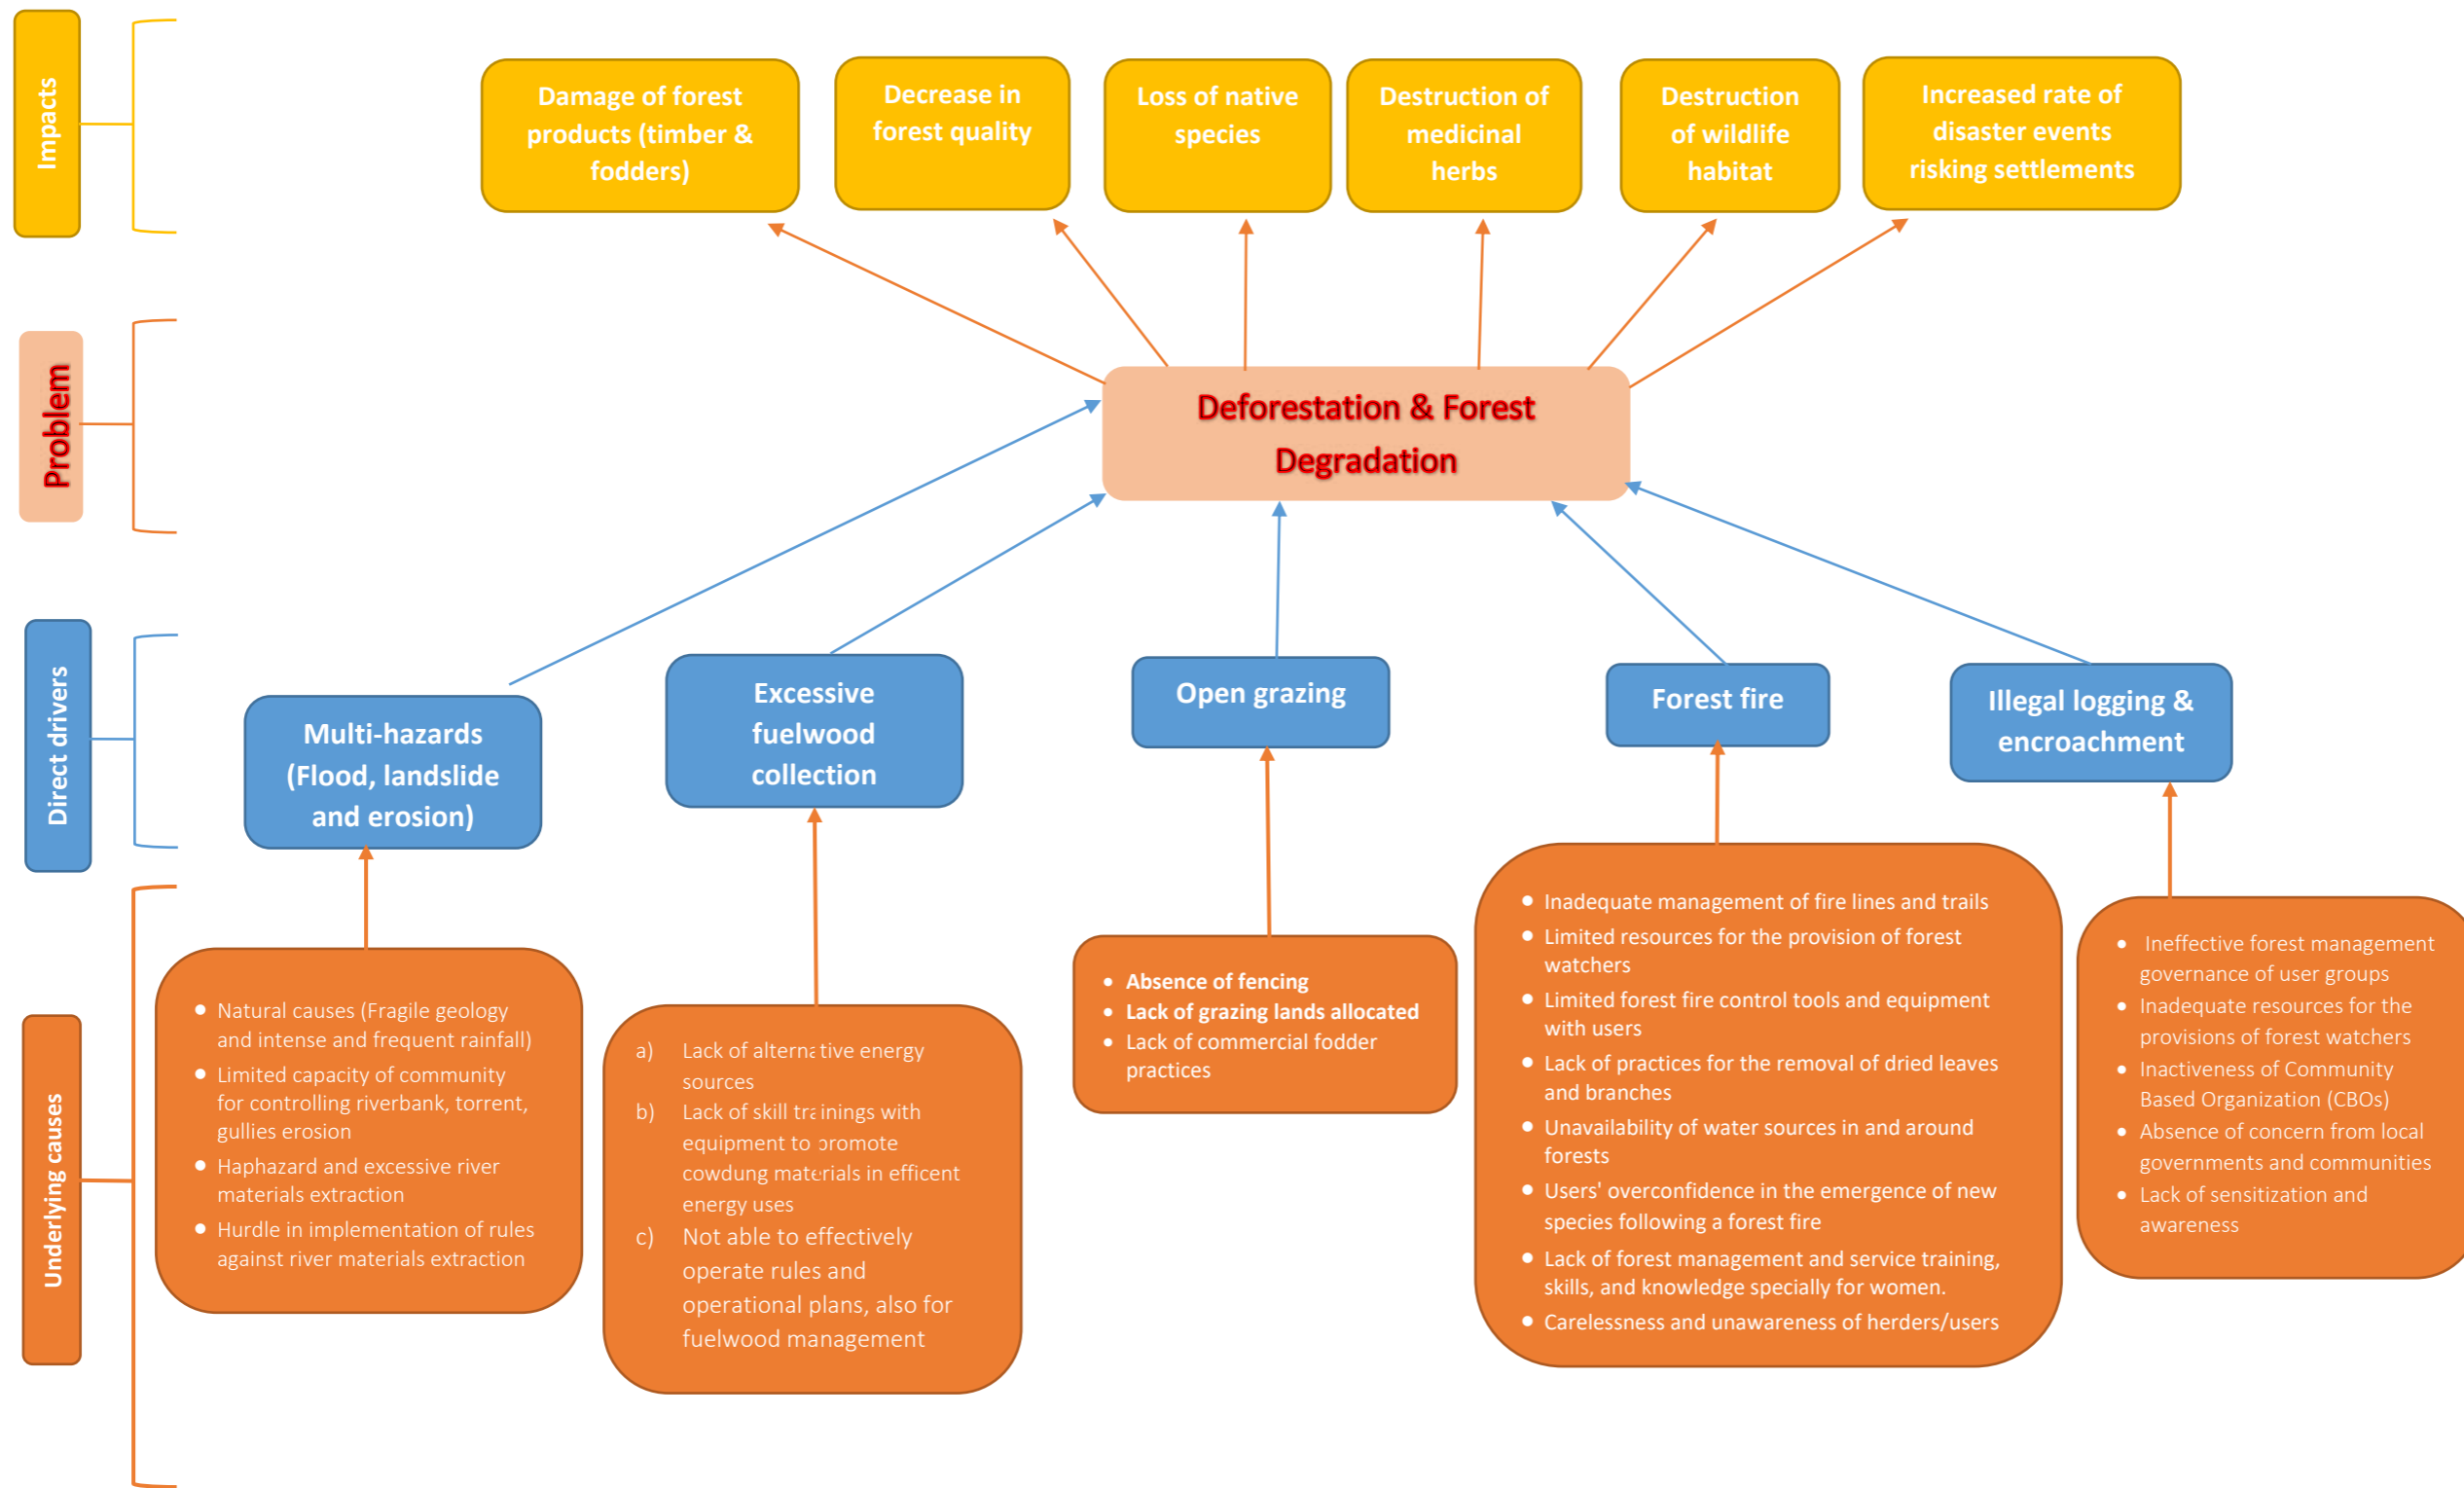 Impacts
Damage of forest
products (timber &
fodders)
Decrease in
forest quality
Loss of native
species
Destruction of
medicinal
herbs
Destruction
of wildlife
habitat
Increased rate of
disaster events
risking settlements
Problem
Deforestation & Forest
Degradation
Direct drivers
Multi-hazards
(Flood, landslide
and erosion)
Excessive
fuelwood
collection
Open grazing
Forest fire
Illegal logging &
encroachment
Underlying causes
● Natural causes (Fragile geology
and intense and frequent rainfall)
● Limited capacity of community
for controlling riverbank, torrent,
gullies erosion
● Haphazard and excessive river
materials extraction
● Hurdle in implementation of rules
against river materials extraction
a) Lack of alternative energy
sources
b) Lack of skill trainings with
equipment to promote
cowdung materials in efficent
energy uses
c) Not able to effectively
operate rules and
operational plans, also for
fuelwood management
● Absence of fencing
● Lack of grazing lands allocated
● Lack of commercial fodder
practices
● Inadequate management of fire lines and trails
● Limited resources for the provision of forest
watchers
● Limited forest fire control tools and equipment
with users
● Lack of practices for the removal of dried leaves
and branches
● Unavailability of water sources in and around
forests
● Users' overconfidence in the emergence of new
species following a forest fire
● Lack of forest management and service training,
skills, and knowledge specially for women.
● Carelessness and unawareness of herders/users
● Ineffective forest management
governance of user groups
● Inadequate resources for the
provisions of forest watchers
● Inactiveness of Community
Based Organization (CBOs)
● Absence of concern from local
governments and communities
● Lack of sensitization and
awareness